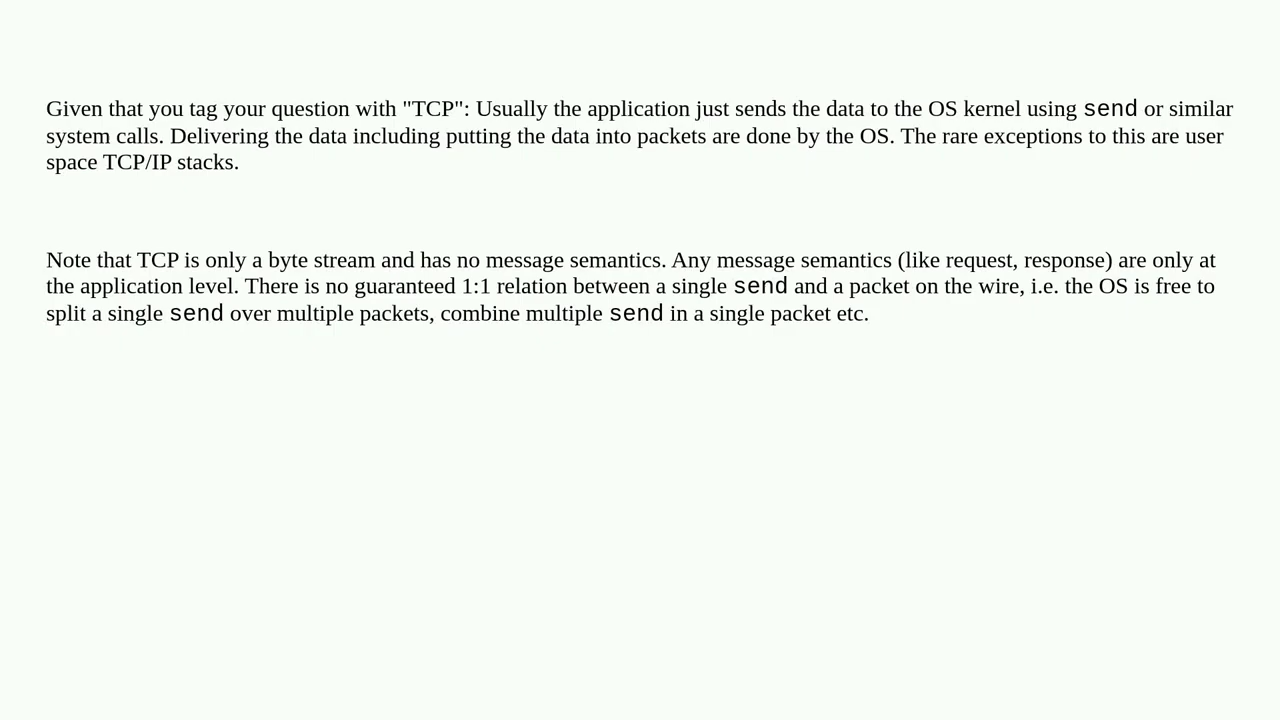 Given that you tag your question with "TCP": Usually the application just sends the data to the OS kernel using send or similar
system calls. Delivering the data including putting the data into packets are done by the OS. The rare exceptions to this are user
space TCP/IP stacks.
Note that TCP is only a byte stream and has no message semantics. Any message semantics (like request, response) are only at
the application level. There is no guaranteed 1:1 relation between a single send and a packet on the wire, i.e. the OS is free to
split a single send over multiple packets, combine multiple send in a single packet etc.